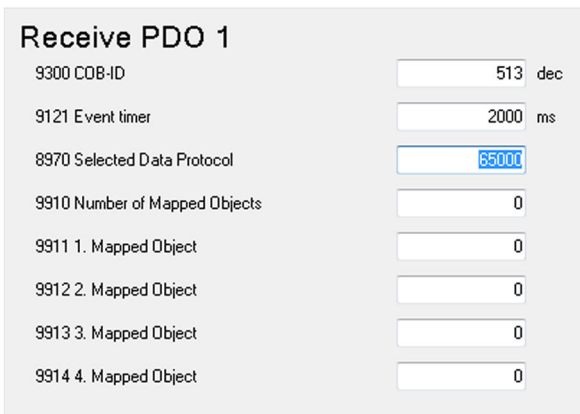 Receive PDO 1
9300 COB-ID 513 dec
9121 Event timer 2000 ms
8970 Selected Data Protocol 65000
9910 Number of Mapped Objects 0
9911 1. Mapped Object 0
9912 2. Mapped Object 0
9913 3. Mapped Object 0
9914 4. Mapped Object 0